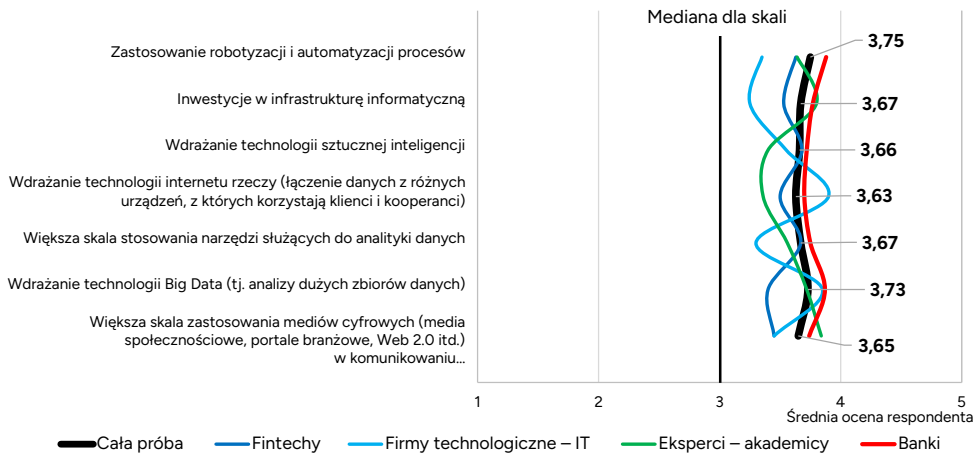 Mediana dla skali
Zastosowanie robotyzacji i automatyzacji procesów
3,75
Inwestycje w infrastrukturę informatyczną
3,67
Wdrażanie technologii sztucznej inteligencji
3,66
Wdrażanie technologii internetu rzeczy (łączenie danych z różnych
urządzeń, z których korzystają klienci i kooperanci)
3,63
Większa skala stosowania narzędzi służących do analityki danych
3,67
Wdrażanie technologii Big Data (tj. analizy dużych zbiorów danych)
3,73
Większa skala zastosowania mediów cyfrowych (media
społecznościowe, portale branżowe, Web 2.0 itd.)
w komunikowaniu...
3,65
1 2 3 4 5
Średnia ocena respondenta
Cała próba Fintechy Firmy technologiczne – IT Eksperci – akademicy Banki